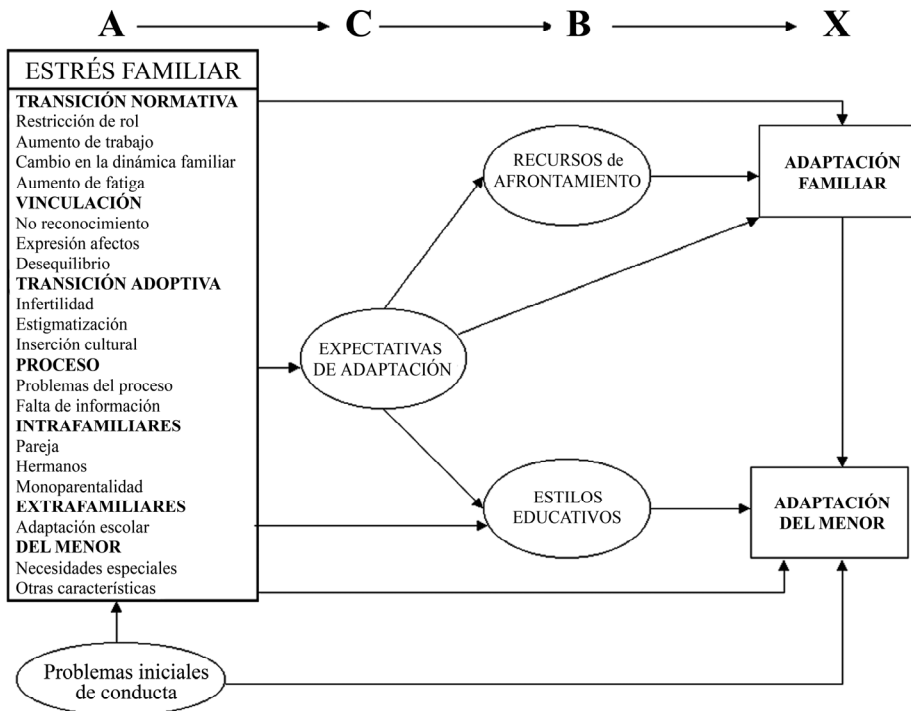 A C B X
ESTRÉS FAMILIAR
TRANSICIÓN NORMATIVA
Restricción de rol
Aumento de trabajo
Cambio en la dinámica familiar
Aumento de fatiga
VINCULACIÓN
No reconocimiento
Expresión afectos
Desequilibrio
TRANSICIÓN ADOPTIVA
Infertilidad
Estigmatización
Inserción cultural
PROCESO
Problemas del proceso
Falta de información
INTRAFAMILIARES
Pareja
Hermanos
Monoparentalidad
EXTRAFAMILIARES
Adaptación escolar
DEL MENOR
Necesidades especiales
Otras características
Problemas iniciales
de conducta
EXPECTATIVAS
DE ADAPTACIÓN
RECURSOS de
AFRONTAMIENTO
ESTILOS
EDUCATIVOS
ADAPTACIÓN
FAMILIAR
ADAPTACIÓN
DEL MENOR